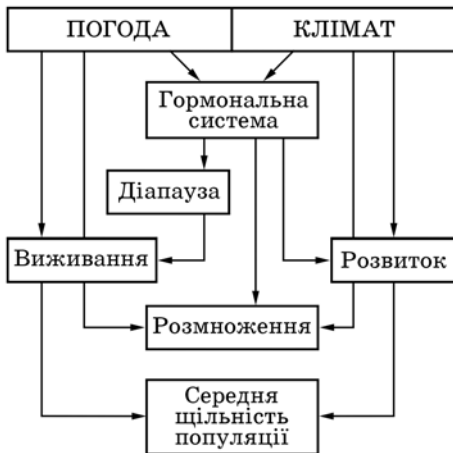 ПОГОДА
КЛІМАТ
Гормональна
система
Діапауза
Виживання
Розвиток
Розмноження
Середня
щільність
популяції